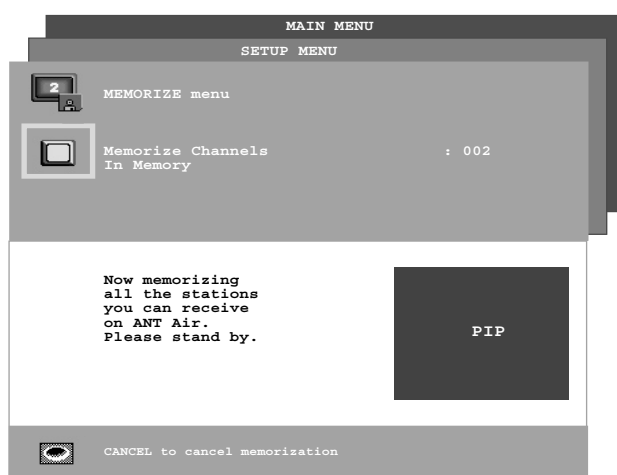 MAIN MENU
SETUP MENU
2
MEMORIZE menu
Memorize Channels : 002
In Memory
Now memorizing
all the stations
you can receive
on ANT Air.
Please stand by.
PIP
CANCEL to cancel memorization